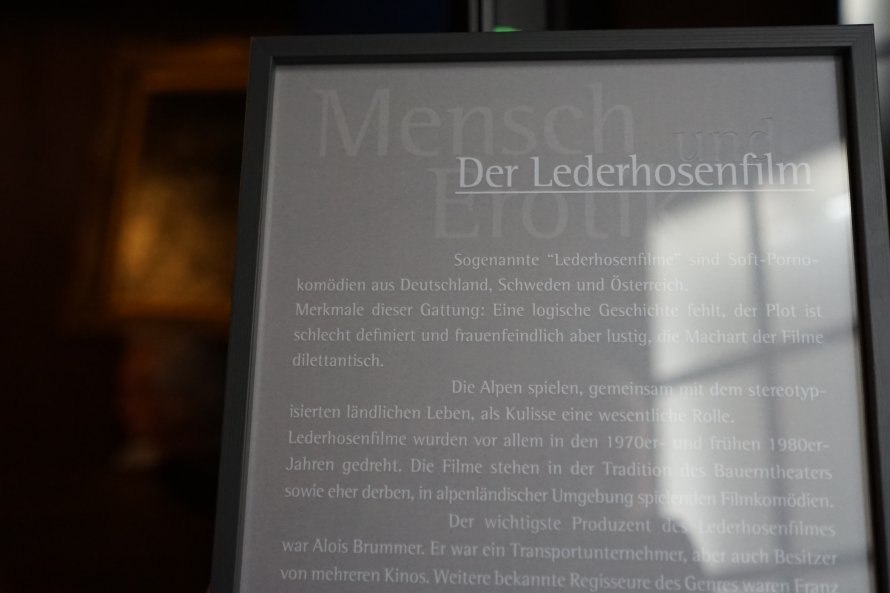 Mensch und
Erotik
Der Lederhosenfilm
Sogenannte “Lederhosenfilme” sind Soft-Porno-
komödien aus Deutschland, Schweden und Österreich.
Merkmale dieser Gattung: Eine logische Geschichte fehlt, der Plot ist
schlecht definiert und frauenfeindlich aber lustig, die Machart der Filme
dilettantisch.
Die Alpen spielen, gemeinsam mit dem stereotyp-
isierten ländlichen Leben, als Kulisse eine wesentliche Rolle.
Lederhosenfilme wurden vor allem in den 1970er- und frühen 1980er-
Jahren gedreht. Die Filme stehen in der Tradition des Bauerntheaters
sowie eher derben, in alpenländischer Umgebung spielenden Filmkomödien.
Der wichtigste Produzent des Lederhosenfilmes
war Alois Brummer. Er war ein Transportunternehmer, aber auch Besitzer
von mehreren Kinos. Weitere bekannte Regisseure des Genres waren Franz